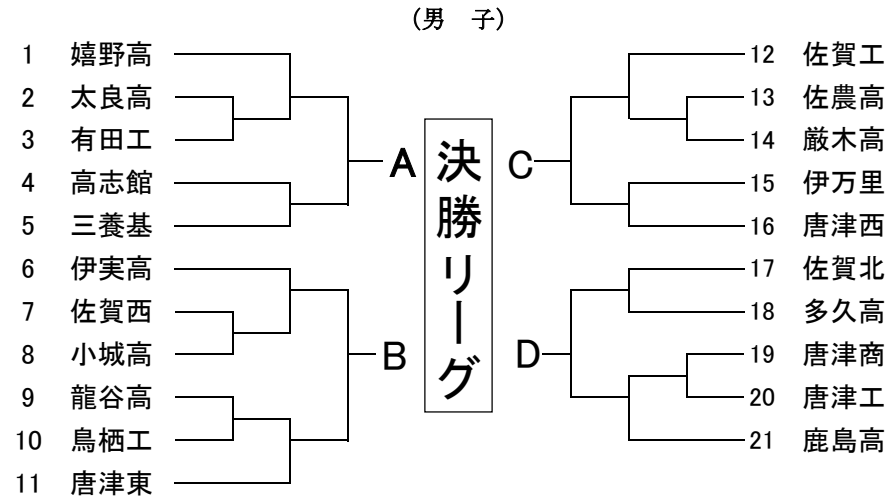 (男 子)
1 嬉野高
2 太良高
3 有田工
4 高志館
5 三養基
6 伊実高
7 佐賀西
8 小城高
9 龍谷高
10 鳥栖工
11 唐津東
A
B
決勝リーグ
C
D
12 佐賀工
13 佐農高
14 厳木高
15 伊万里
16 唐津西
17 佐賀北
18 多久高
19 唐津商
20 唐津工
21 鹿島高